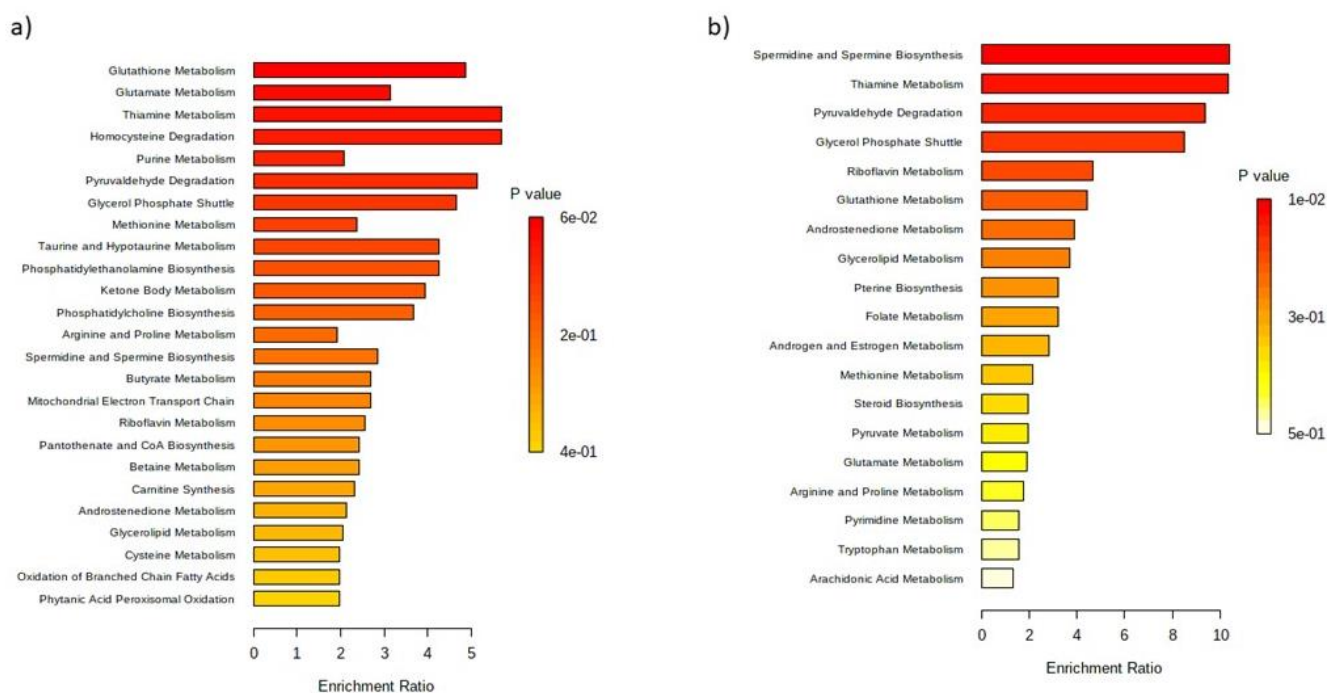 a)
Glutathione Metabolism
Glutamate Metabolism
Thiamine Metabolism
Homocysteine Degradation
Purine Metabolism
Pyruvaldehyde Degradation
Glycerol Phosphate Shuttle
Methionine Metabolism
Taurine and Hypotaurine Metabolism
Phosphatidylethanolamine Biosynthesis
Ketone Body Metabolism
Phosphatidylcholine Biosynthesis
Arginine and Proline Metabolism
Spermidine and Spermine Biosynthesis
Butyrate Metabolism
Mitochondrial Electron Transport Chain
Riboflavin Metabolism
Pantothenate and CoA Biosynthesis
Betaine Metabolism
Carnitine Synthesis
Androstenedione Metabolism
Glycerolipid Metabolism
Cysteine Metabolism
Oxidation of Branched Chain Fatty Acids
Phytanic Acid Peroxisomal Oxidation
0 1 2 3 4 5
Enrichment Ratio
P value
6e-02
2e-01
4e-01
b)
Spermidine and Spermine Biosynthesis
Thiamine Metabolism
Pyruvaldehyde Degradation
Glycerol Phosphate Shuttle
Riboflavin Metabolism
Glutathione Metabolism
Androstenedione Metabolism
Glycerolipid Metabolism
Pterine Biosynthesis
Folate Metabolism
Androgen and Estrogen Metabolism
Methionine Metabolism
Steroid Biosynthesis
Pyruvate Metabolism
Glutamate Metabolism
Arginine and Proline Metabolism
Pyrimidine Metabolism
Tryptophan Metabolism
Arachidonic Acid Metabolism
0 2 4 6 8 10
Enrichment Ratio
P value
1e-02
3e-01
5e-01